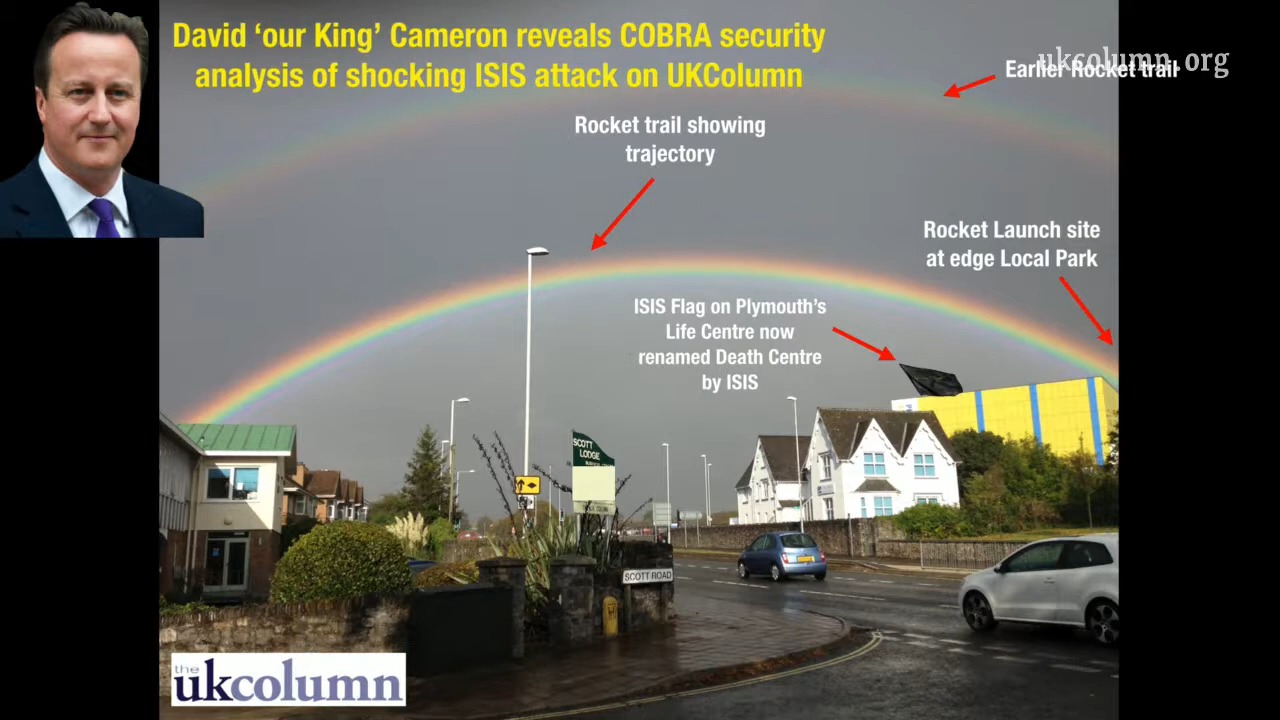 David ‘our King’ Cameron reveals COBRA security
analysis of shocking ISIS attack on UKColumn
ukcolumn.org
Earlier Rocket trail
Rocket trail showing
trajectory
Rocket Launch site
at edge Local Park
ISIS Flag on Plymouth’s
Life Centre now
renamed Death Centre
by ISIS
SCOTT
LODGE
SCOTT ROAD
the
ukcolumn